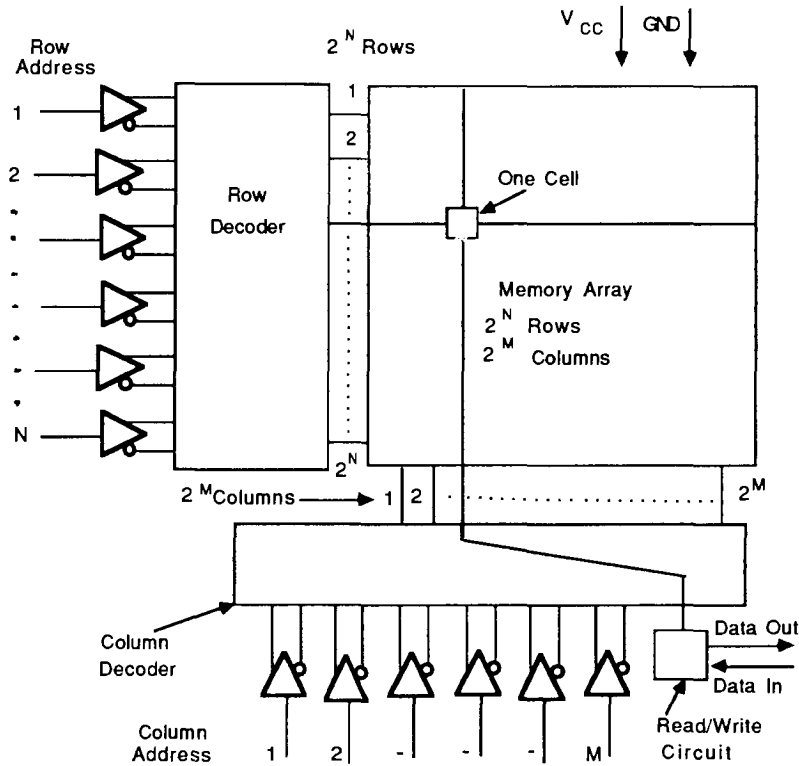 V CC GND
2 N Rows
Row
Address
1
1
2
2
One Cell
Row
Decoder
Memory Array
2 N Rows
2 M Columns
N
2 N
2 M Columns
1 2
2 M
Column
Decoder
Data Out
Data In
Read/Write
Circuit
Column
Address
1 2 - - - M